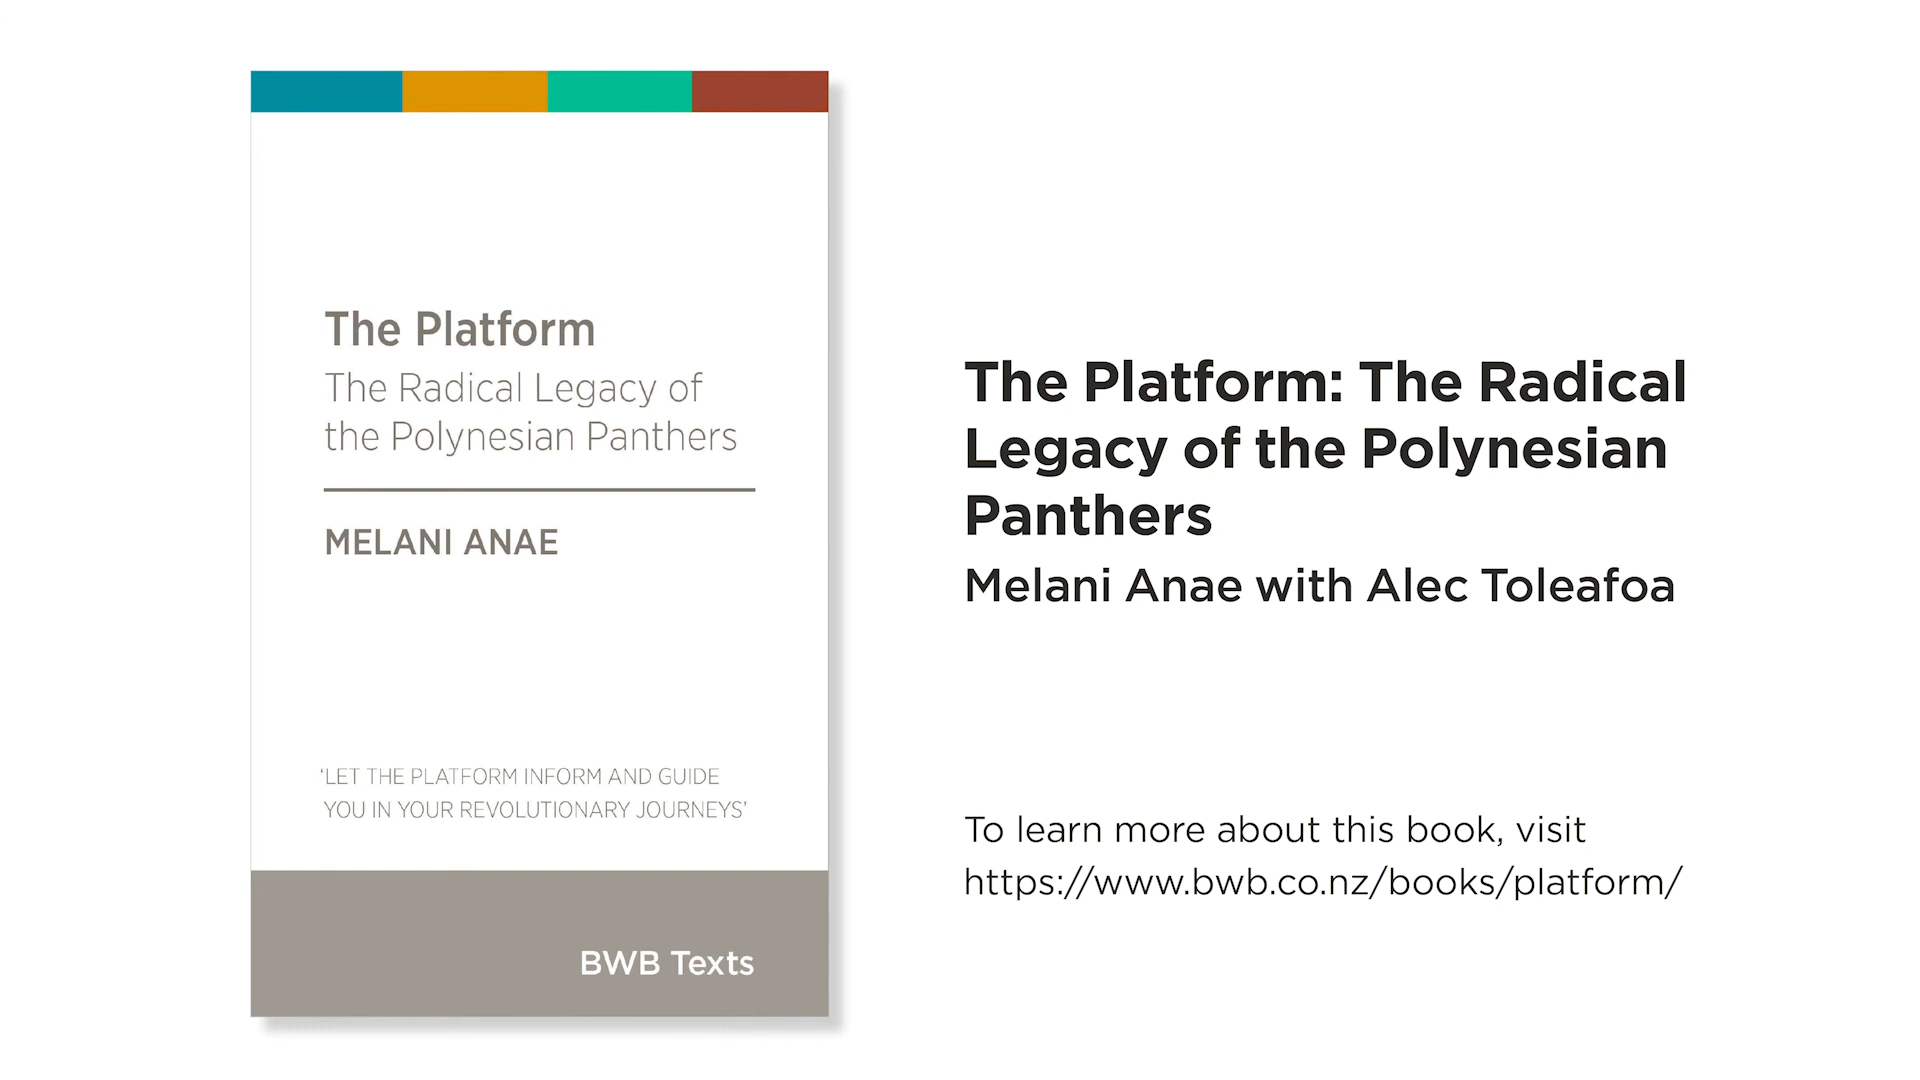 The Platform
The Radical Legacy of
the Polynesian Panthers
MELANI ANAE
‘LET THE PLATFORM INFORM AND GUIDE
YOU IN YOUR REVOLUTIONARY JOURNEYS’
BWB Texts
The Platform: The Radical
Legacy of the Polynesian
Panthers
Melani Anae with Alec Toleafoa
To learn more about this book, visit
https://www.bwb.co.nz/books/platform/